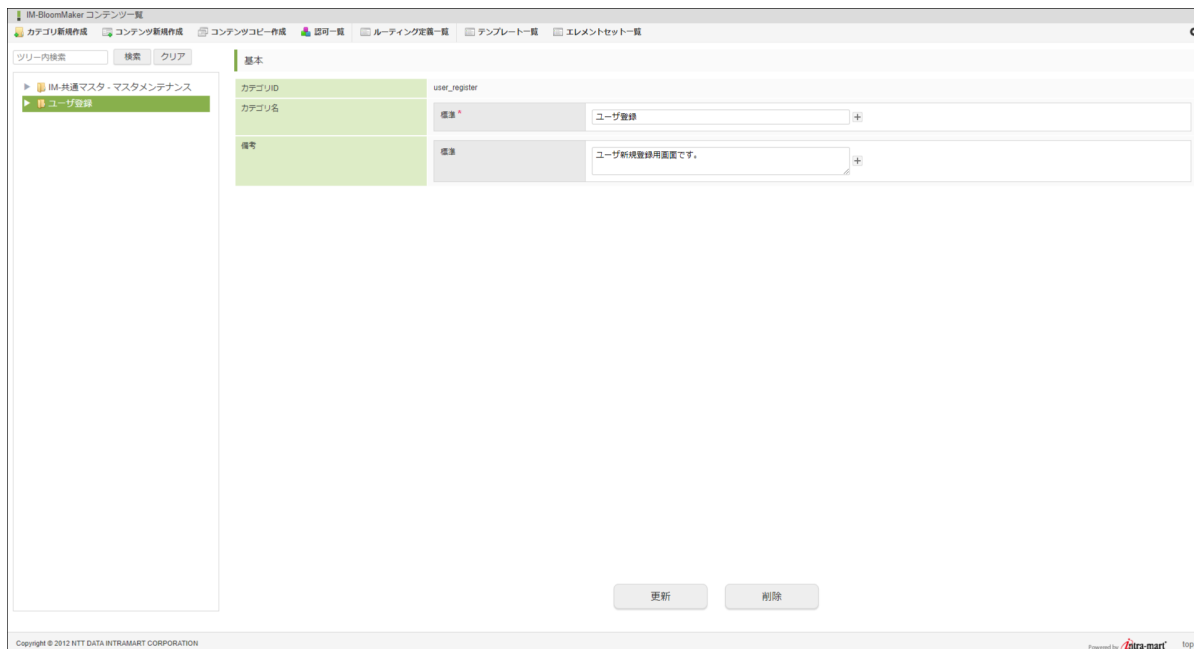 IM-BloomMaker コンテンツ一覧
カテゴリ新規作成 コンテンツ新規作成 コンテンツコピー作成 認可一覧 ルーティング定義一覧 テンプレート一覧 エレメントセット一覧
ツリー内検索 検索 クリア
基本
IM-共通マスタ - マスタメンテナンス
ユーザ登録
カテゴリID user_register
カテゴリ名 標準* ユーザ登録
備考 標準 ユーザ新規登録用画面です。
更新 削除
Copyright © 2012 NTT DATA INTRAMART CORPORATION
Powered by intra-mart top